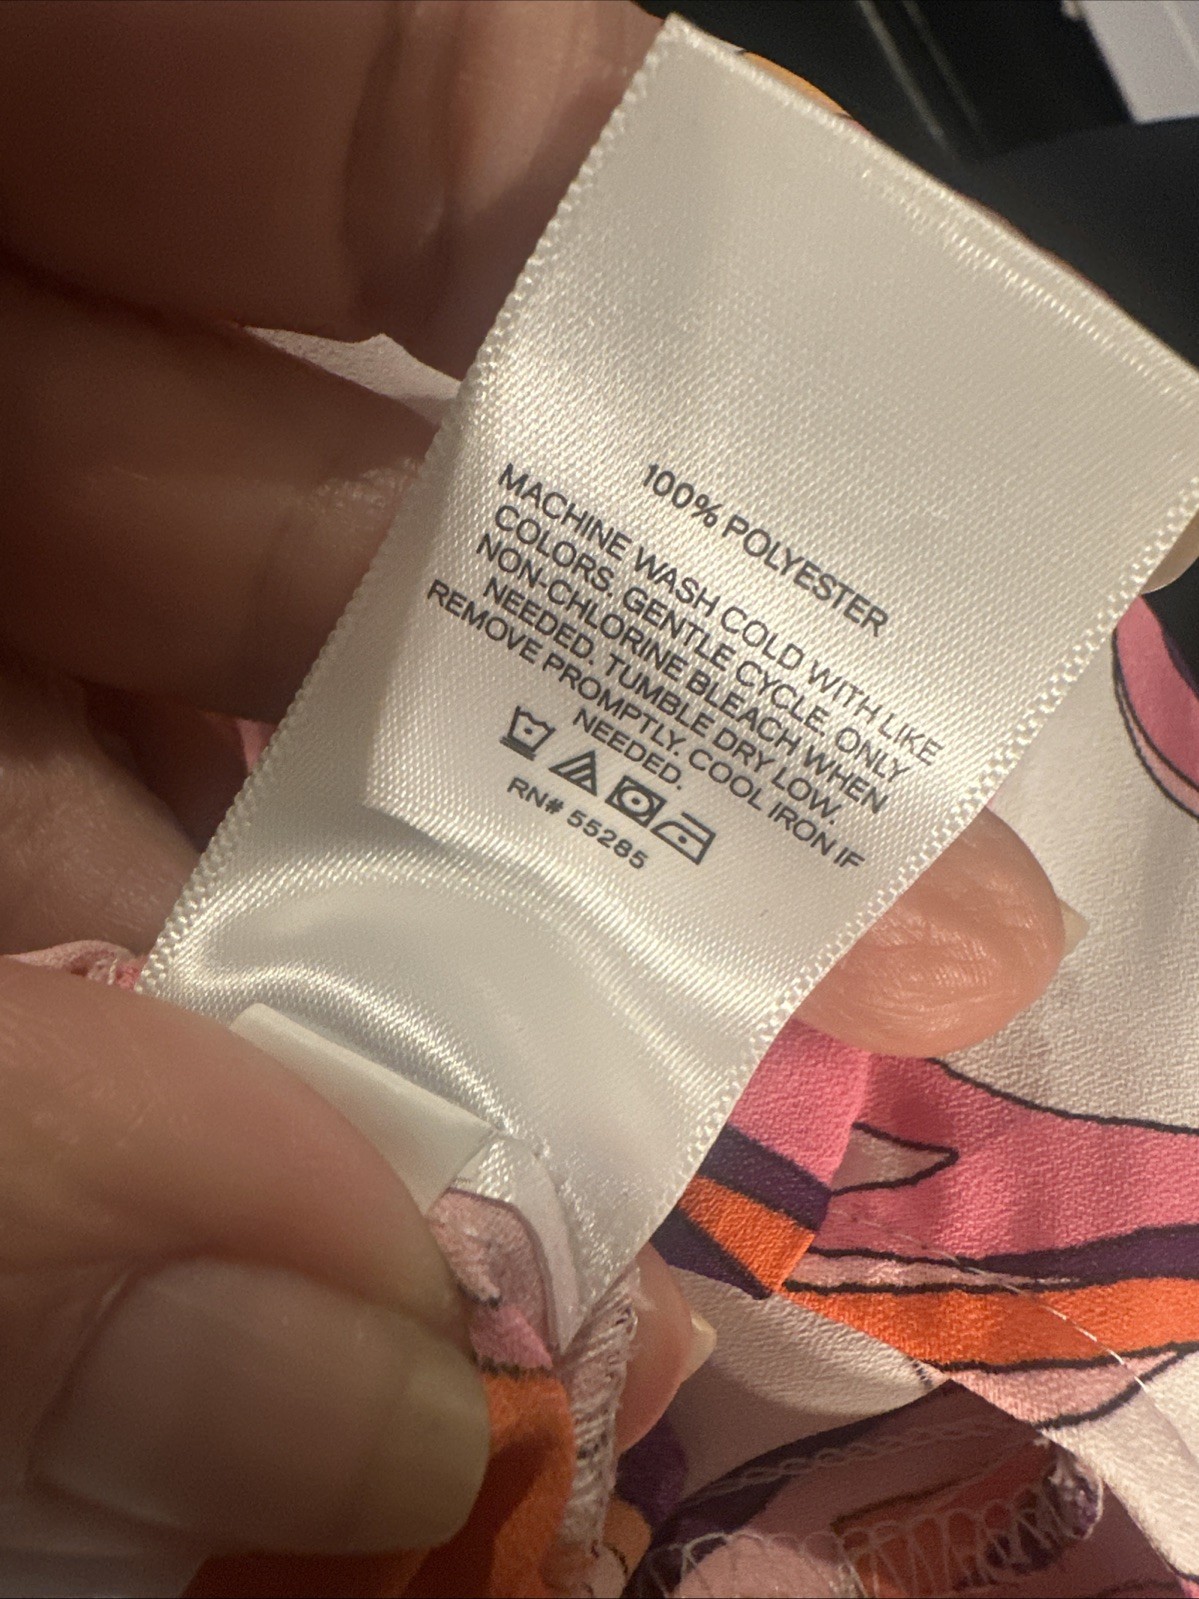 100% POLYESTER
MACHINE WASH COLD WITH LIKE
COLORS. GENTLE CYCLE. ONLY
NON-CHLORINE BLEACH WHEN
NEEDED. TUMBLE DRY LOW.
REMOVE PROMPTLY. COOL IRON IF
NEEDED.
RN# 55285